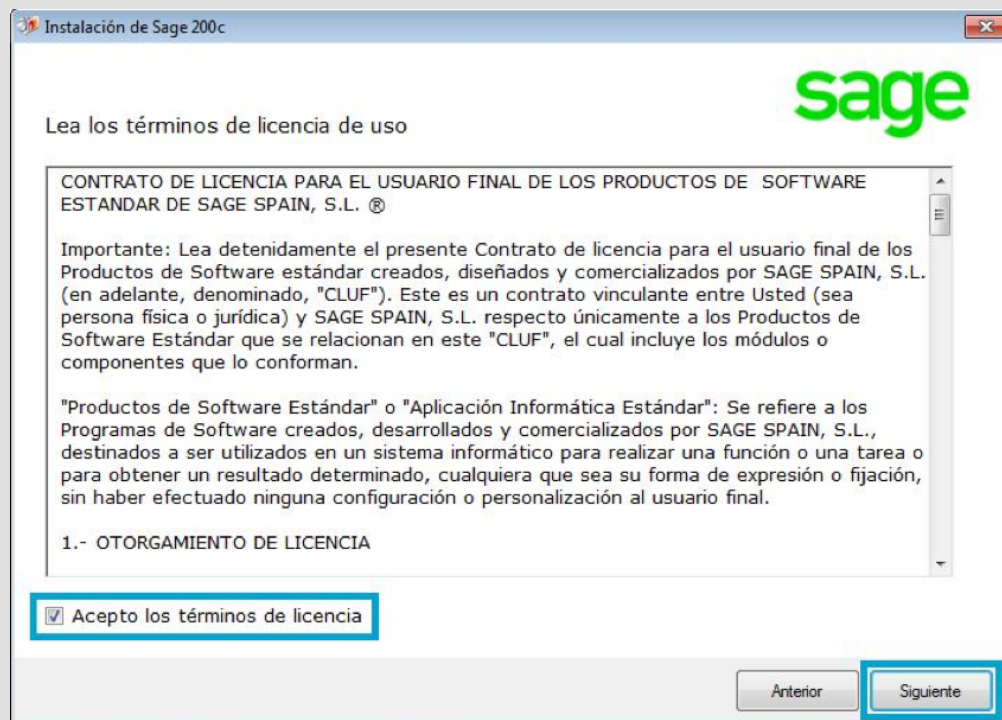 Instalación de Sage 200c
sage
Lea los términos de licencia de uso
CONTRATO DE LICENCIA PARA EL USUARIO FINAL DE LOS PRODUCTOS DE SOFTWARE
ESTANDAR DE SAGE SPAIN, S.L. ®
Importante: Lea detenidamente el presente Contrato de licencia para el usuario final de los
Productos de Software estándar creados, diseñados y comercializados por SAGE SPAIN, S.L.
(en adelante, denominado, "CLUF"). Este es un contrato vinculante entre Usted (sea
persona física o jurídica) y SAGE SPAIN, S.L. respecto únicamente a los Productos de
Software Estándar que se relacionan en este "CLUF", el cual incluye los módulos o
componentes que lo conforman.
"Productos de Software Estándar" o "Aplicación Informática Estándar": Se refiere a los
Programas de Software creados, desarrollados y comercializados por SAGE SPAIN, S.L.,
destinados a ser utilizados en un sistema informático para realizar una función o una tarea o
para obtener un resultado determinado, cualquiera que sea su forma de expresión o fijación,
sin haber efectuado ninguna configuración o personalización al usuario final.
1.- OTORGAMIENTO DE LICENCIA
Acepto los términos de licencia
Anterior
Siguiente